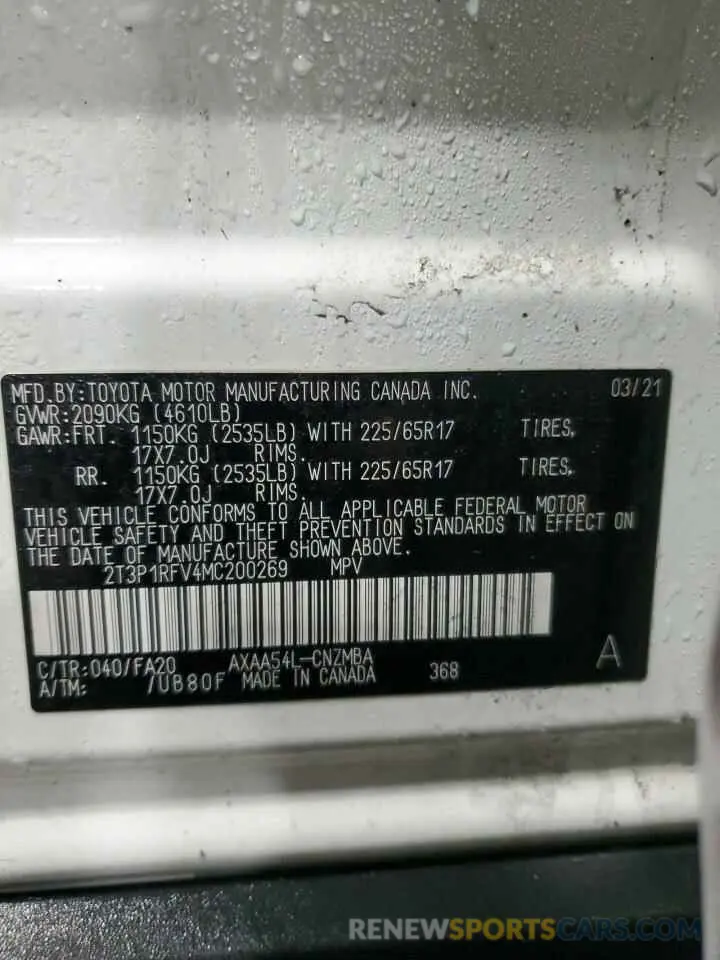 MFD.BY:TOYOTA MOTOR MANUFACTURING CANADA INC. 03/21
GVWR:2090KG (4610LB)
GAWR:FRT. 1150KG (2535LB) WITH 225/65R17 TIRES,
17X7.0J RIMS.
RR. 1150KG (2535LB) WITH 225/65R17 TIRES,
17X7.0J RIMS.
THIS VEHICLE CONFORMS TO ALL APPLICABLE FEDERAL MOTOR
VEHICLE SAFETY AND THEFT PREVENTION STANDARDS IN EFFECT ON
THE DATE OF MANUFACTURE SHOWN ABOVE.
2T3P1RFV4MC200269 MPV
C/TR:040/FA20 AXAA54L-CNZMBA 368 A
A/TM: /UB80F MADE IN CANADA
RENEWSPORTSCARS.COM